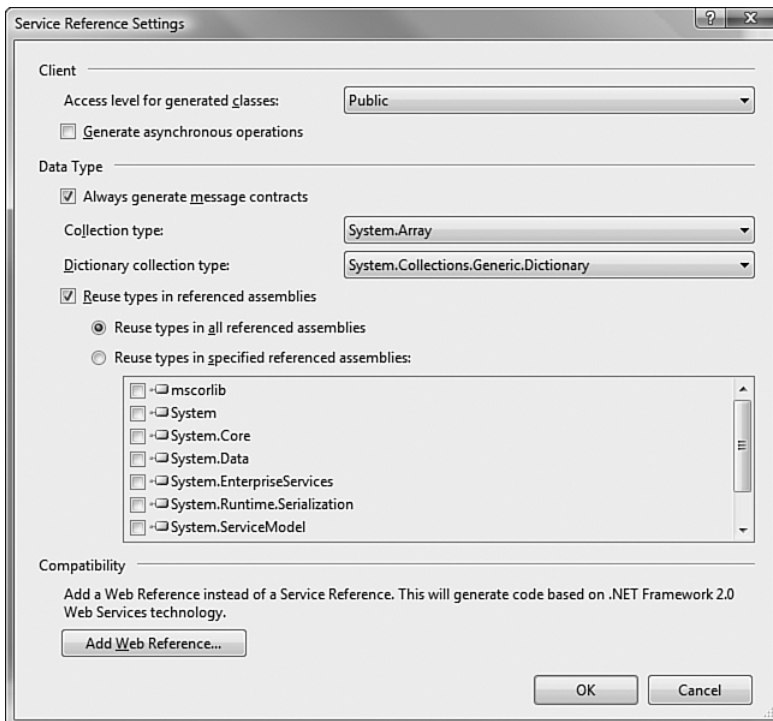 Service Reference Settings
Client
Access level for generated classes:
Public
Generate asynchronous operations
Data Type
Always generate message contracts
Collection type:
System.Array
Dictionary collection type:
System.Collections.Generic.Dictionary
Reuse types in referenced assemblies
Reuse types in all referenced assemblies
Reuse types in specified referenced assemblies:
mscorlib
System
System.Core
System.Data
System.EnterpriseServices
System.Runtime.Serialization
System.ServiceModel
Compatibility
Add a Web Reference instead of a Service Reference. This will generate code based on .NET Framework 2.0
Web Services technology.
Add Web Reference...
OK
Cancel